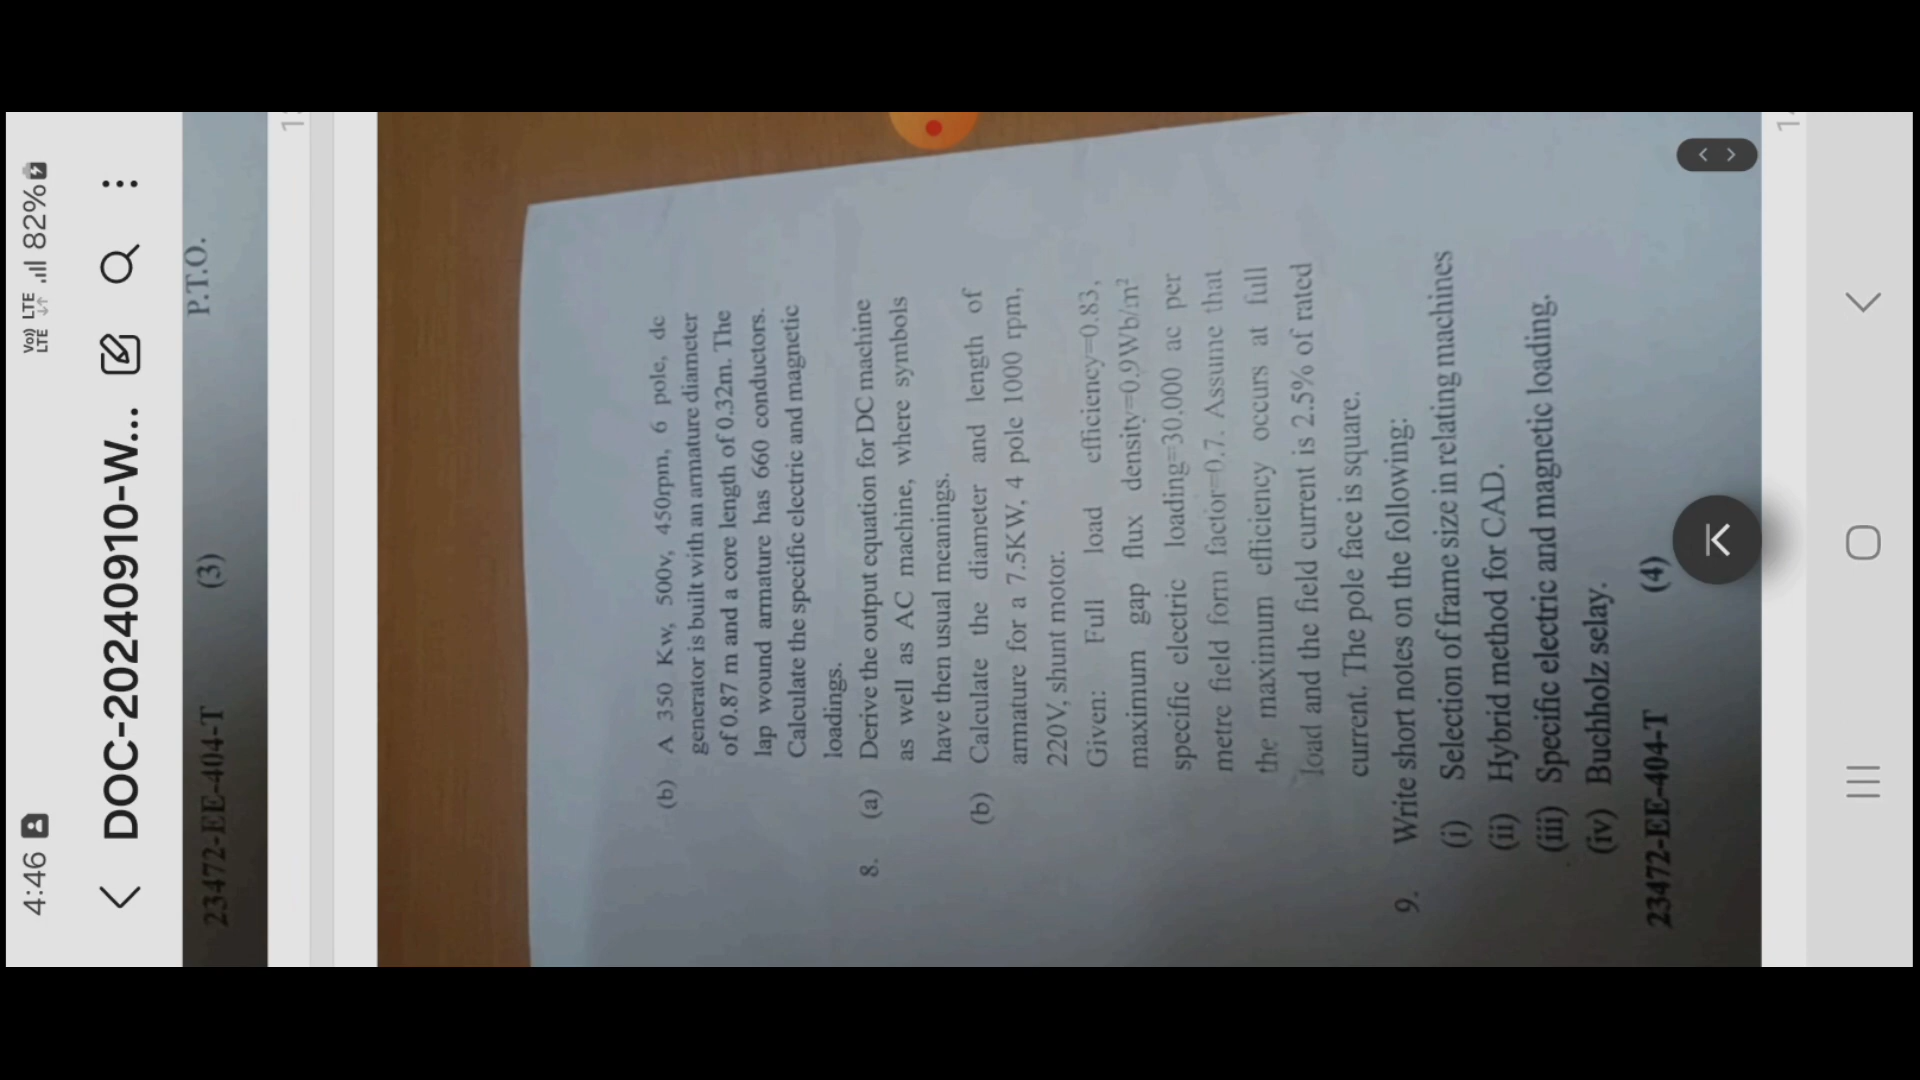 4:46
Vo)) LTE
LTE
82%
DOC-20240910-W...
23472-EE-404-T (3) P.T.O.
(b) A 350 Kw, 500v, 450rpm, 6 pole, dc
generator is built with an armature diameter
of 0.87 m and a core length of 0.32m. The
lap wound armature has 660 conductors.
Calculate the specific electric and magnetic
loadings.
8. (a) Derive the output equation for DC machine
as well as AC machine, where symbols
have then usual meanings.
(b) Calculate the diameter and length of
armature for a 7.5KW, 4 pole 1000 rpm,
220V, shunt motor.
Given: Full load efficiency=0.83,
maximum gap flux density=0.9Wb/m²
specific electric loading=30,000 ac per
metre field form factor=0.7. Assume that
the maximum efficiency occurs at full
load and the field current is 2.5% of rated
current. The pole face is square.
9. Write short notes on the following:
(i) Selection of frame size in relating machines
(ii) Hybrid method for CAD.
(iii) Specific electric and magnetic loading.
(iv) Buchholz selay.
23472-EE-404-T (4)